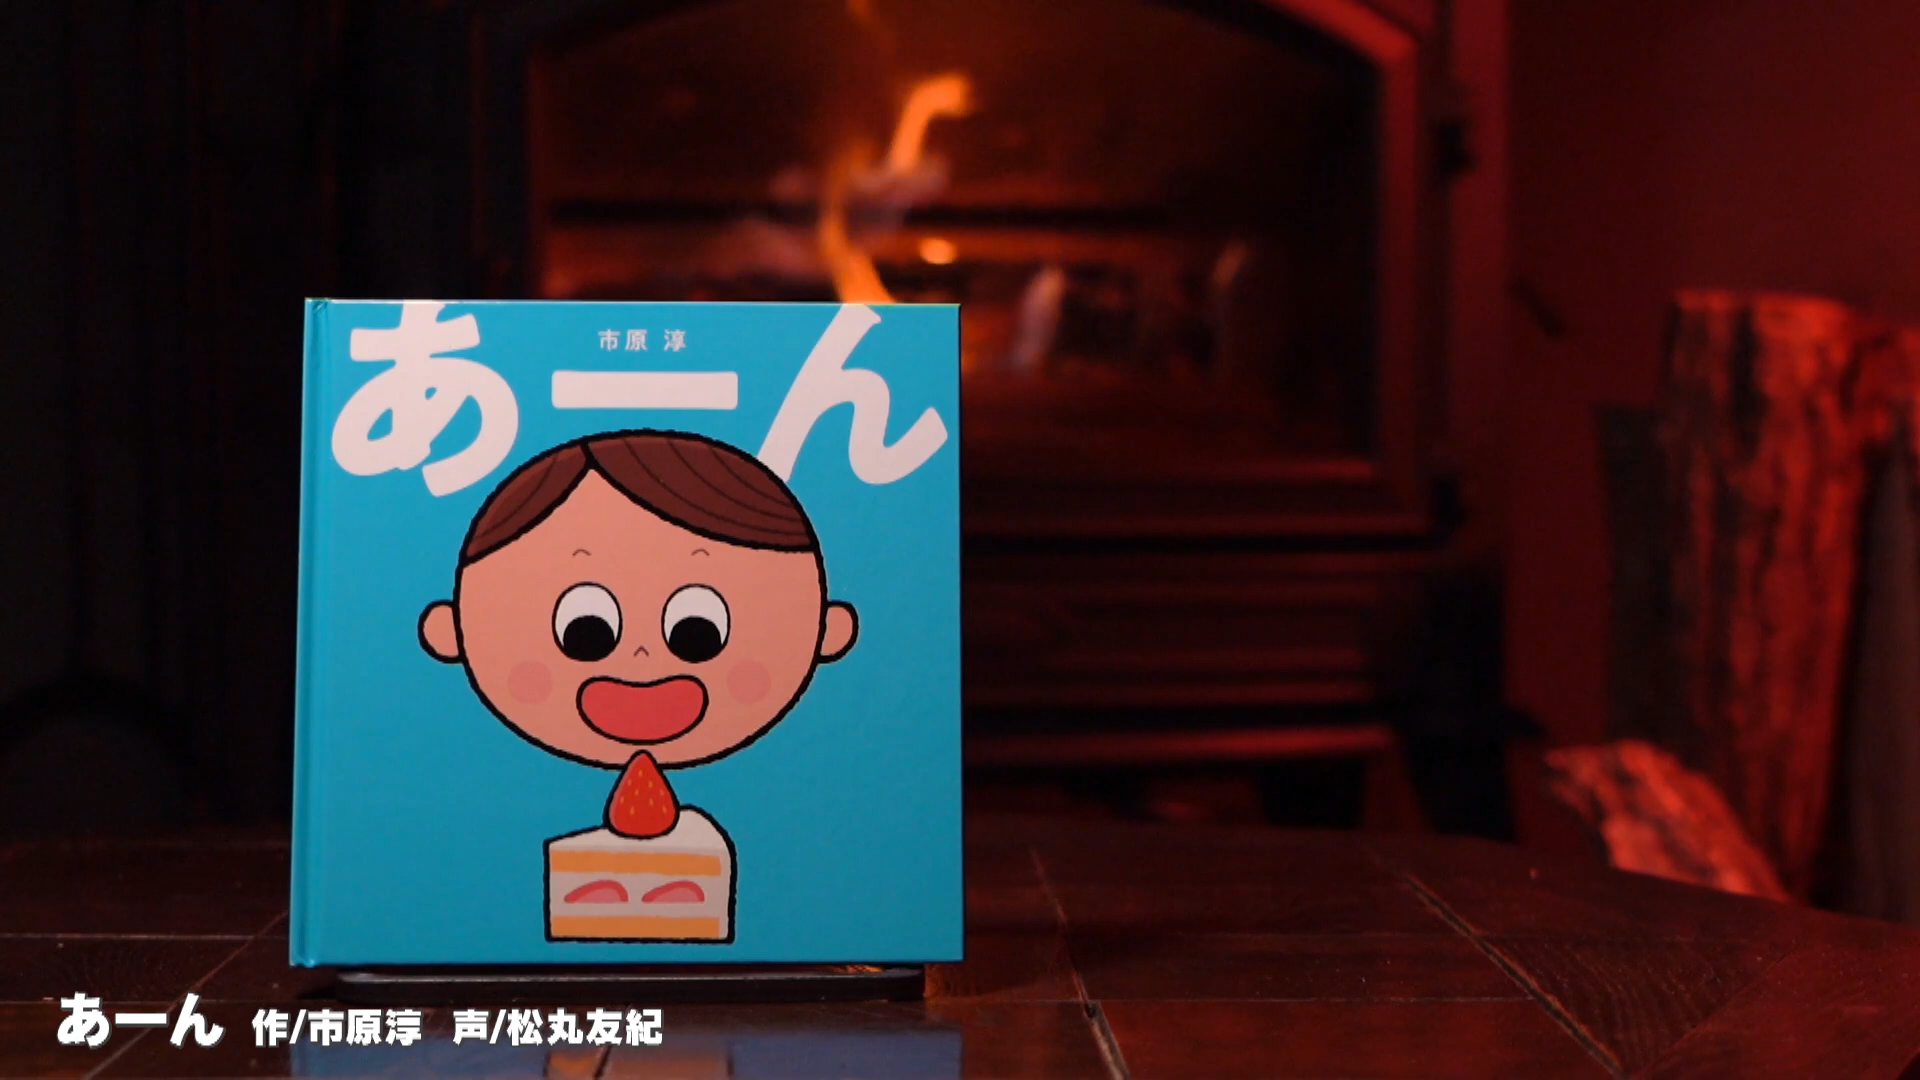 市原 淳
あーん
あーん 作/市原淳 声/松丸友紀